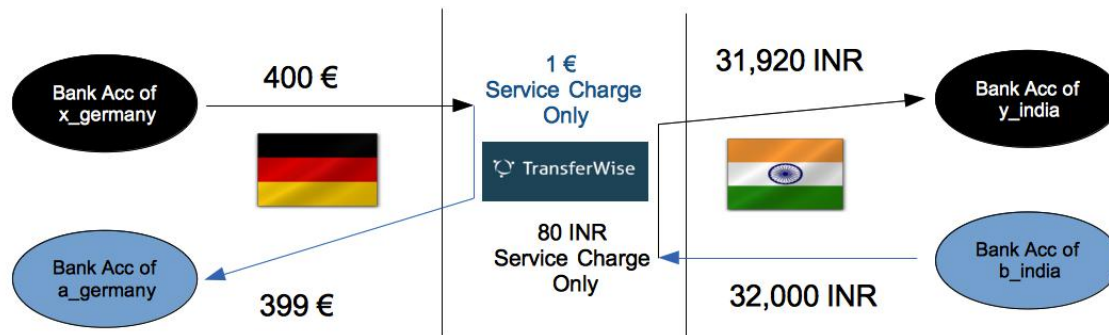 Bank Acc of
x_germany
400 €
1 €
Service Charge
Only
31,920 INR
Bank Acc of
y_india
TransferWise
Bank Acc of
a_germany
399 €
80 INR
Service Charge
Only
32,000 INR
Bank Acc of
b_india